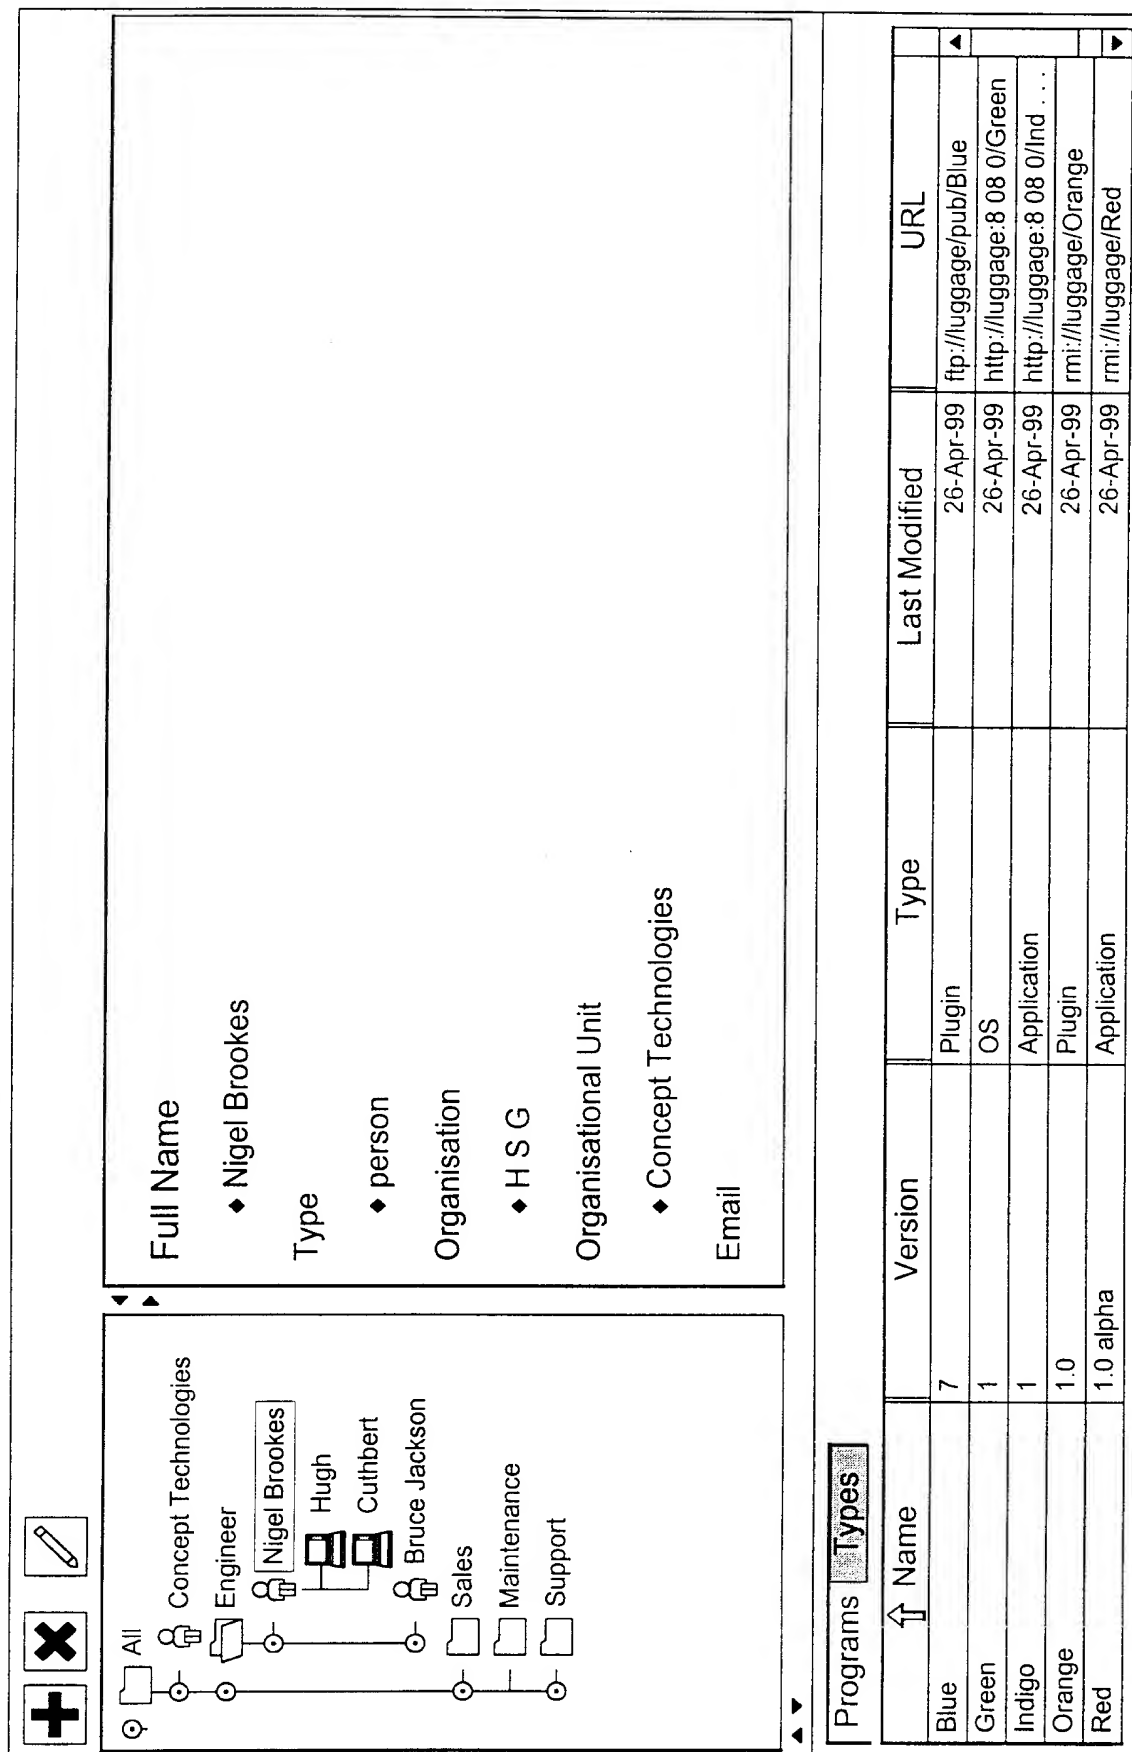 All
Concept Technologies
Engineer
Nigel Brookes
Hugh
Cuthbert
Bruce Jackson
Sales
Maintenance
Support
Full Name
♦ Nigel Brookes
Type
♦ person
Organisation
♦ H S G
Organisational Unit
♦ Concept Technologies
Email
Programs Types
Name Version Type Last Modified URL
Blue 7 Plugin 26-Apr-99 ftp://luggage/pub/Blue
Green 1 OS 26-Apr-99 http://luggage:8 08 0/Green
Indigo 1 Application 26-Apr-99 http://luggage:8 08 0/Ind . . .
Orange 1.0 Plugin 26-Apr-99 rmi://luggage/Orange
Red 1.0 alpha Application 26-Apr-99 rmi://luggage/Red